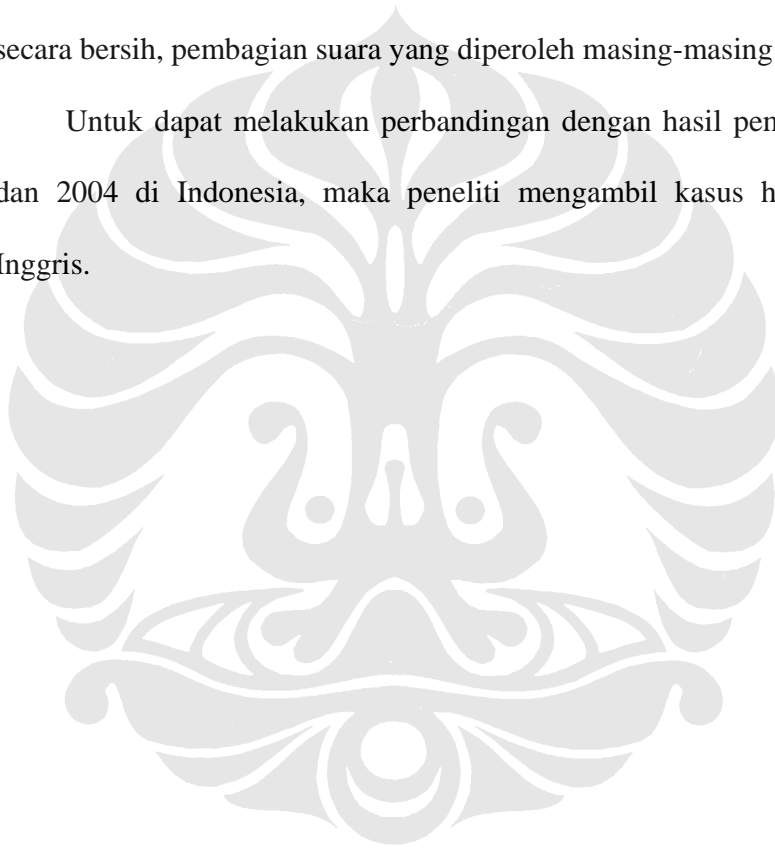 secara bersih, pembagian suara yang diperoleh masing-masing
Untuk dapat melakukan perbandingan dengan hasil
dan 2004 di Indonesia, maka peneliti mengambil kasus
Inggris.